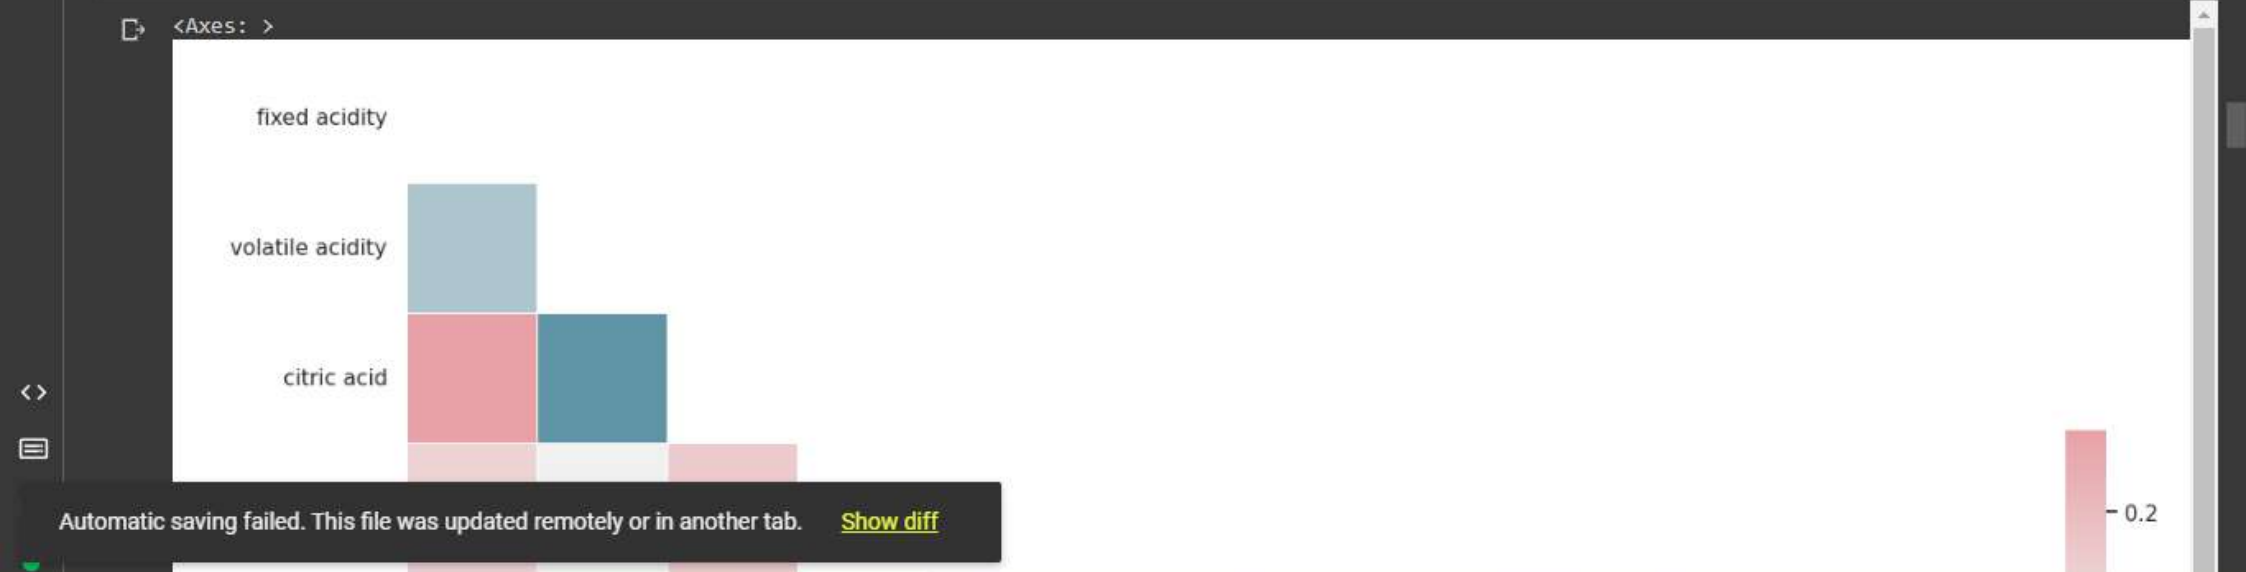 <Axes: >
fixed acidity
volatile acidity
citric acid
0.2
Automatic saving failed. This file was updated remotely or in another tab. Show diff